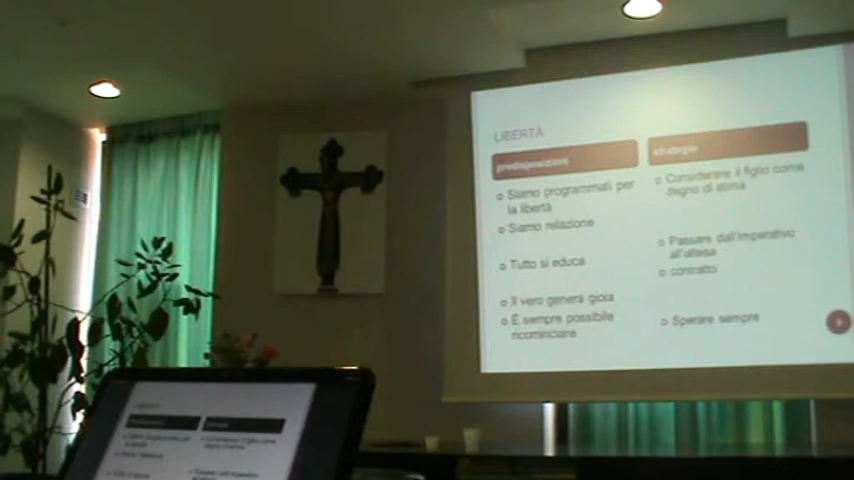 LIBERTÀ
predisposizioni
strategie
Siamo programmati per
la libertà
Siamo relazione
Tutto si educa
Il vero genera gioia
È sempre possibile
ricominciare
Considerare il figlio come
degno di stima
Passare dall'imperativo
all'attesa
contratto
Sperare sempre